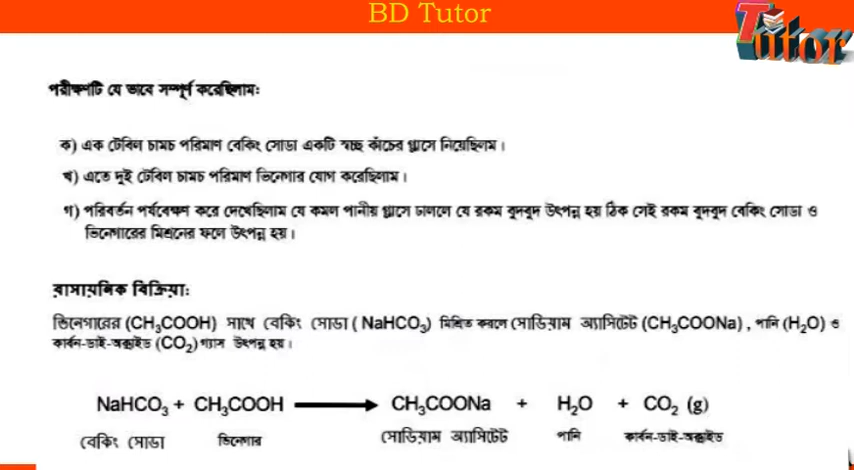 BD Tutor
Tutor
পরীক্ষণটি যে ভাবে সম্পূর্ণ করেছিলামঃ
ক) এক টেবিল চামচ পরিমাণ বেকিং সোডা একটি স্বচ্ছ কাঁচের গ্লাসে নিয়েছিলাম।
খ) এতে দুই টেবিল চামচ পরিমাণ ভিনেগার যোগ করেছিলাম।
গ) পরিবর্তন পর্যবেক্ষণ করে দেখেছিলাম যে কমল পানীয় গ্লাসে ঢাললে যে রকম বুদবুদ উৎপন্ন হয় ঠিক সেই রকম বুদবুদ বেকিং সোডা ও
ভিনেগারের মিশ্রনের ফলে উৎপন্ন হয়।
রাসায়নিক বিক্রিয়া:
ভিনেগারের (CH₃COOH) সাথে বেকিং সোডা ( NaHCO₃) মিশ্রিত করলে সোডিয়াম অ্যাসিটেট (CH₃COONa) , পানি (H₂O) ও
কার্বন-ডাই-অক্সাইড (CO₂) গ্যাস উৎপন্ন হয়।
NaHCO₃ + CH₃COOH ⟶ CH₃COONa + H₂O + CO₂ (g)
বেকিং সোডা ভিনেগার সোডিয়াম অ্যাসিটেট পানি কার্বন-ডাই-অক্সাইড